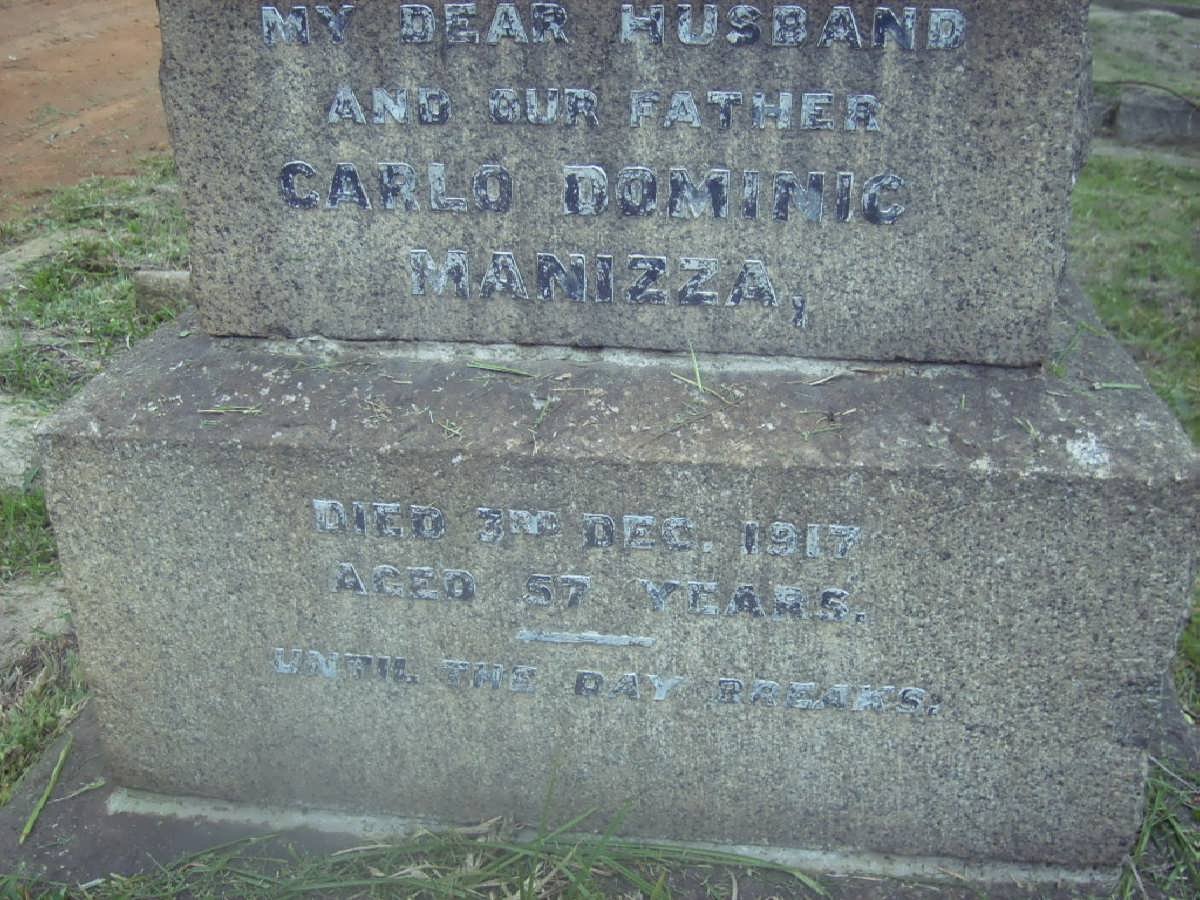 MY DEAR HUSBAND
AND OUR FATHER
CARLO DOMINIC
MANIZZA,
DIED 3RD DEC. 1917
AGED 57 YEARS.
UNTIL THE DAY BREAKS.